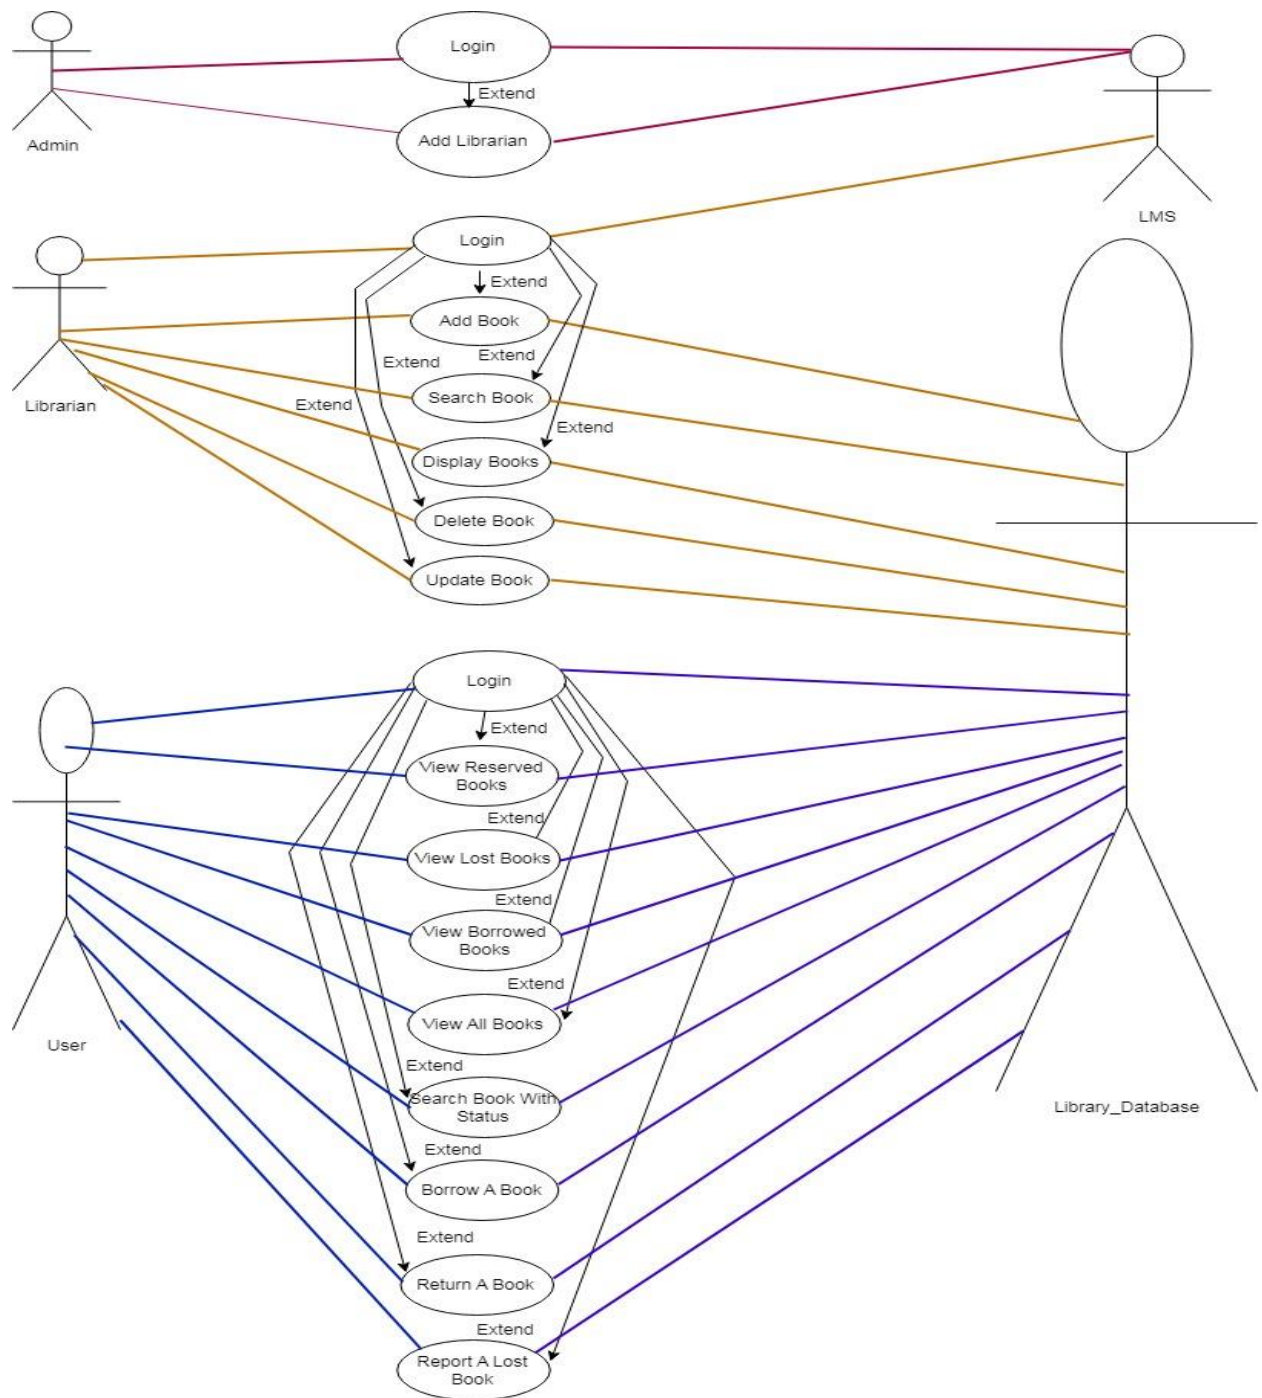 Login
Extend
Add Librarian
Admin
LMS
Login
Extend
Add Book
Extend
Extend
Search Book
Extend
Librarian
Extend
Display Books
Delete Book
Update Book
Login
Extend
View Reserved
Books
Extend
View Lost Books
Extend
View Borrowed
Books
Extend
View All Books
User
Extend
Search Book With
Status
Library_Database
Extend
Borrow A Book
Extend
Return A Book
Extend
Report A Lost
Book